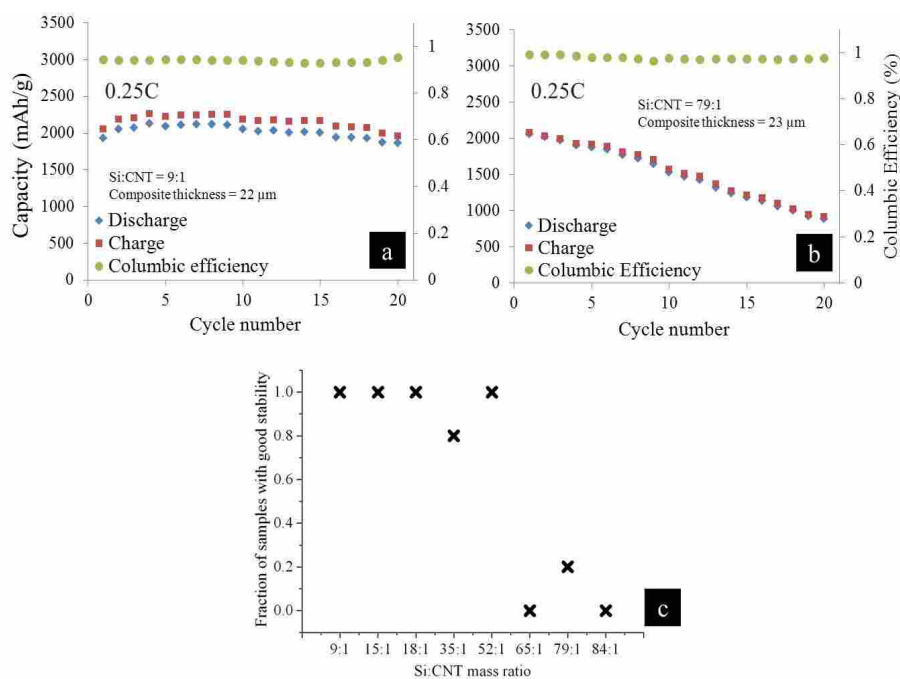 3500
3000
2500
2000
1500
1000
500
0
Capacity (mAh/g)
0.25C
Si:CNT = 9:1
Composite thickness = 22 µm
Discharge
Charge
Columbic efficiency
a
1
0.8
0.6
0.4
0.2
0
0 5 10 15 20
Cycle number
3500
3000
2500
2000
1500
1000
500
0
0.25C
Si:CNT = 79:1
Composite thickness = 23 µm
Discharge
Charge
Columbic Efficiency
b
1
0.8
0.6
0.4
0.2
0
Columbic Efficiency (%)
0 5 10 15 20
Cycle number
Fraction of samples with good stability
1.0
0.8
0.6
0.4
0.2
0.0
c
9:1 15:1 18:1 35:1 52:1 65:1 79:1 84:1
Si:CNT mass ratio